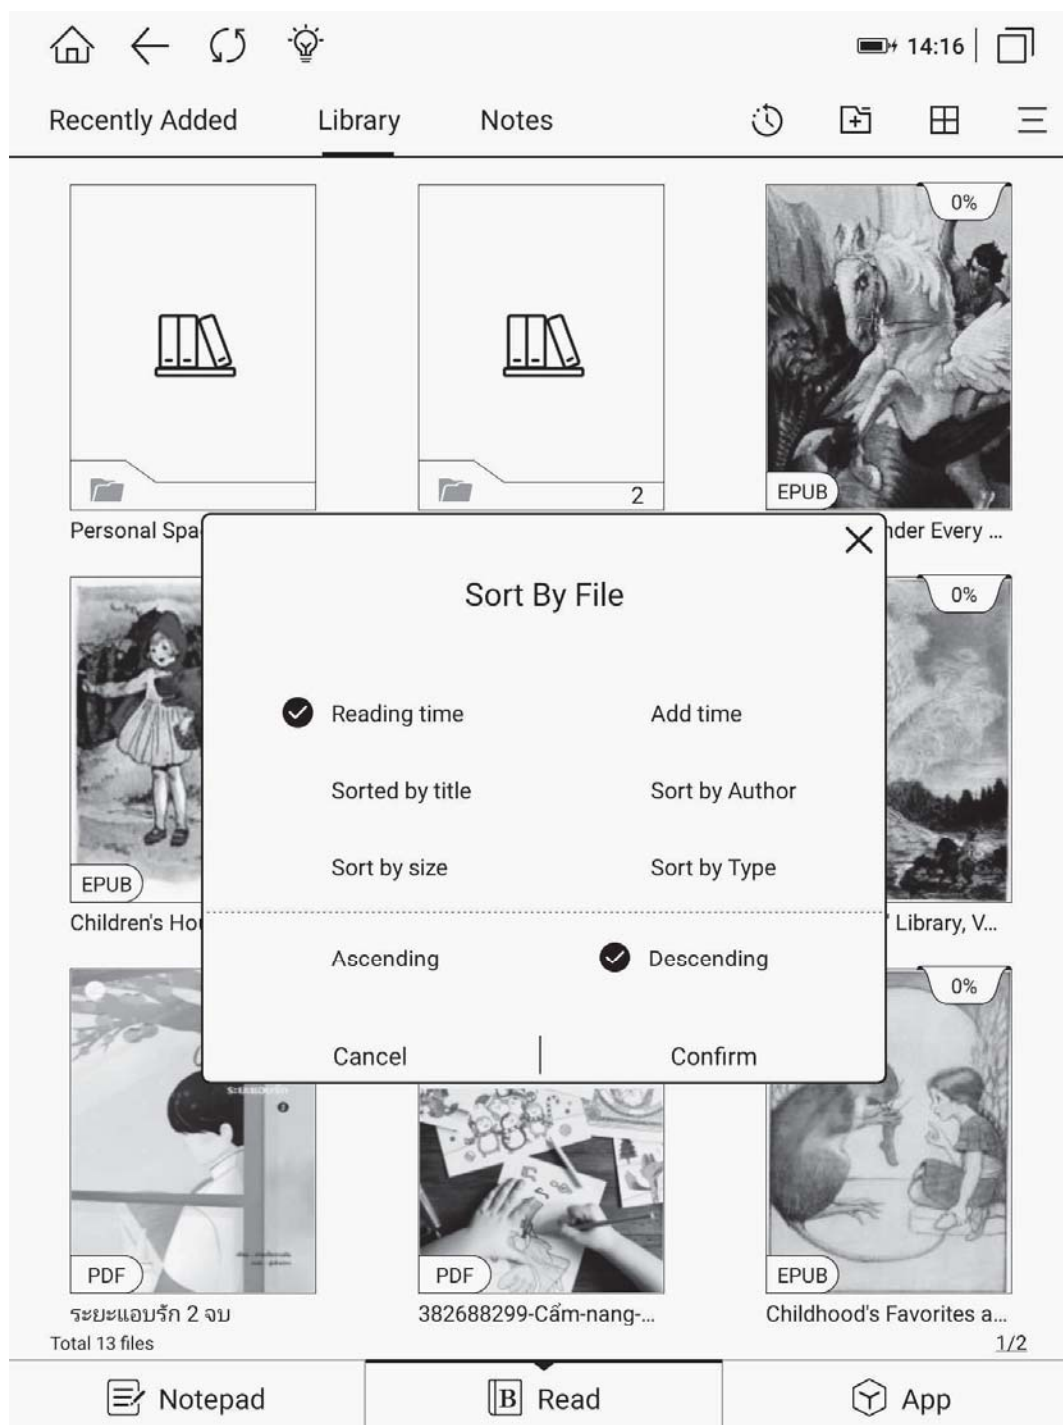 14:16
Recently Added Library Notes
0%
2
EPUB
Personal Spa
nder Every ...
Sort By File
0%
Reading time Add time
Sorted by title Sort by Author
Sort by size Sort by Type
EPUB
Children's Hou
' Library, V...
Ascending Descending
0%
Cancel Confirm
PDF
PDF
EPUB
ระยะแอบรัก 2 จบ
382688299-Cẩm-nang-...
Childhood's Favorites a...
Total 13 files
1/2
Notepad
B Read
App